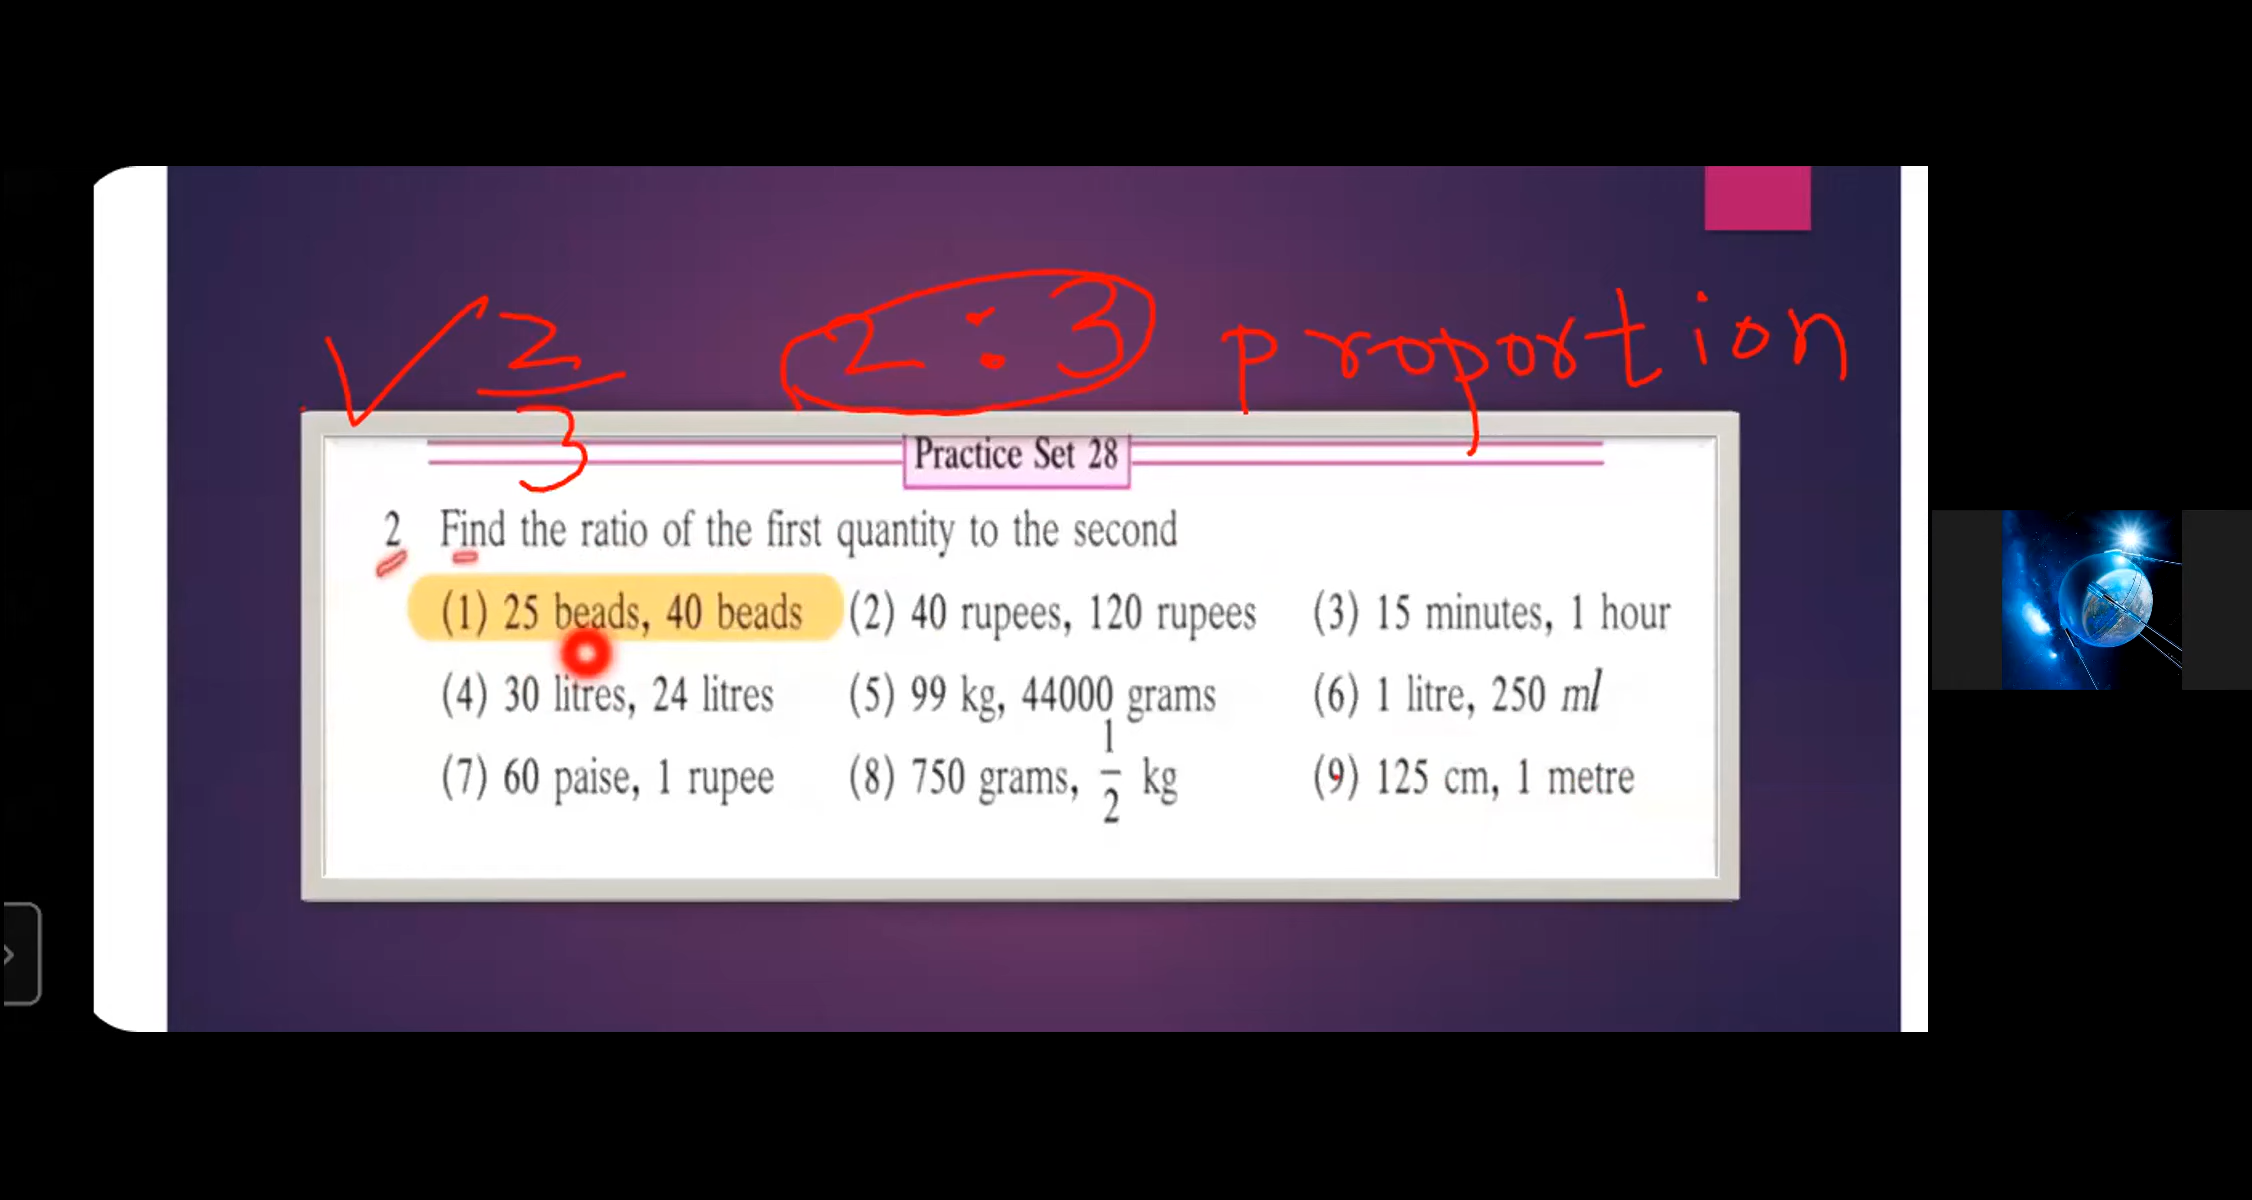 2/3 2 : 3 proportion
Practice Set 28
2 Find the ratio of the first quantity to the second
(1) 25 beads, 40 beads (2) 40 rupees, 120 rupees (3) 15 minutes, 1 hour
(4) 30 litres, 24 litres (5) 99 kg, 44000 grams (6) 1 litre, 250 ml
(7) 60 paise, 1 rupee (8) 750 grams, 1/2 kg (9) 125 cm, 1 metre